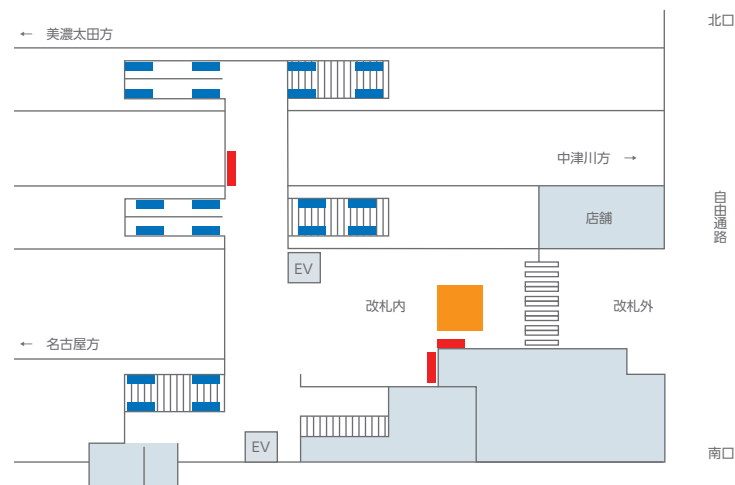 北口
← 美濃太田方
中津川方 →
自由通路
店舗
EV
改札内
改札外
← 名古屋方
EV
南口